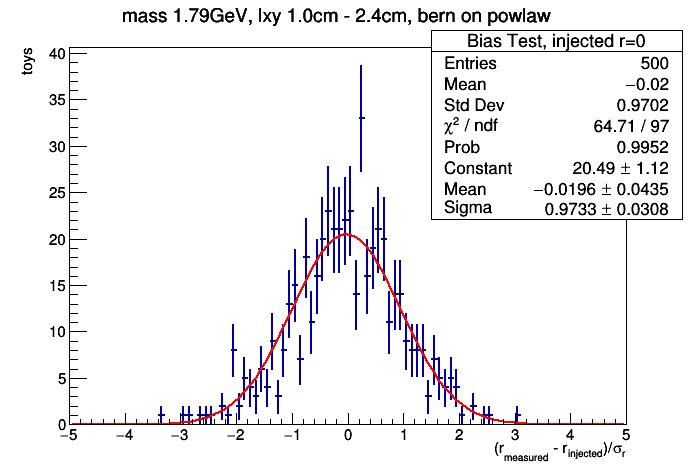 mass 1.79GeV, lxy 1.0cm - 2.4cm, bern on powlaw
Bias Test, injected r=0
Entries 500
Mean −0.02
Std Dev 0.9702
χ² / ndf 64.71 / 97
Prob 0.9952
Constant 20.49 ± 1.12
Mean −0.0196 ± 0.0435
Sigma 0.9733 ± 0.0308
toys
40
35
30
25
20
15
10
5
0
−5 −4 −3 −2 −1 0 1 2 3 4 5
(r_measured - r_injected)/σ_r